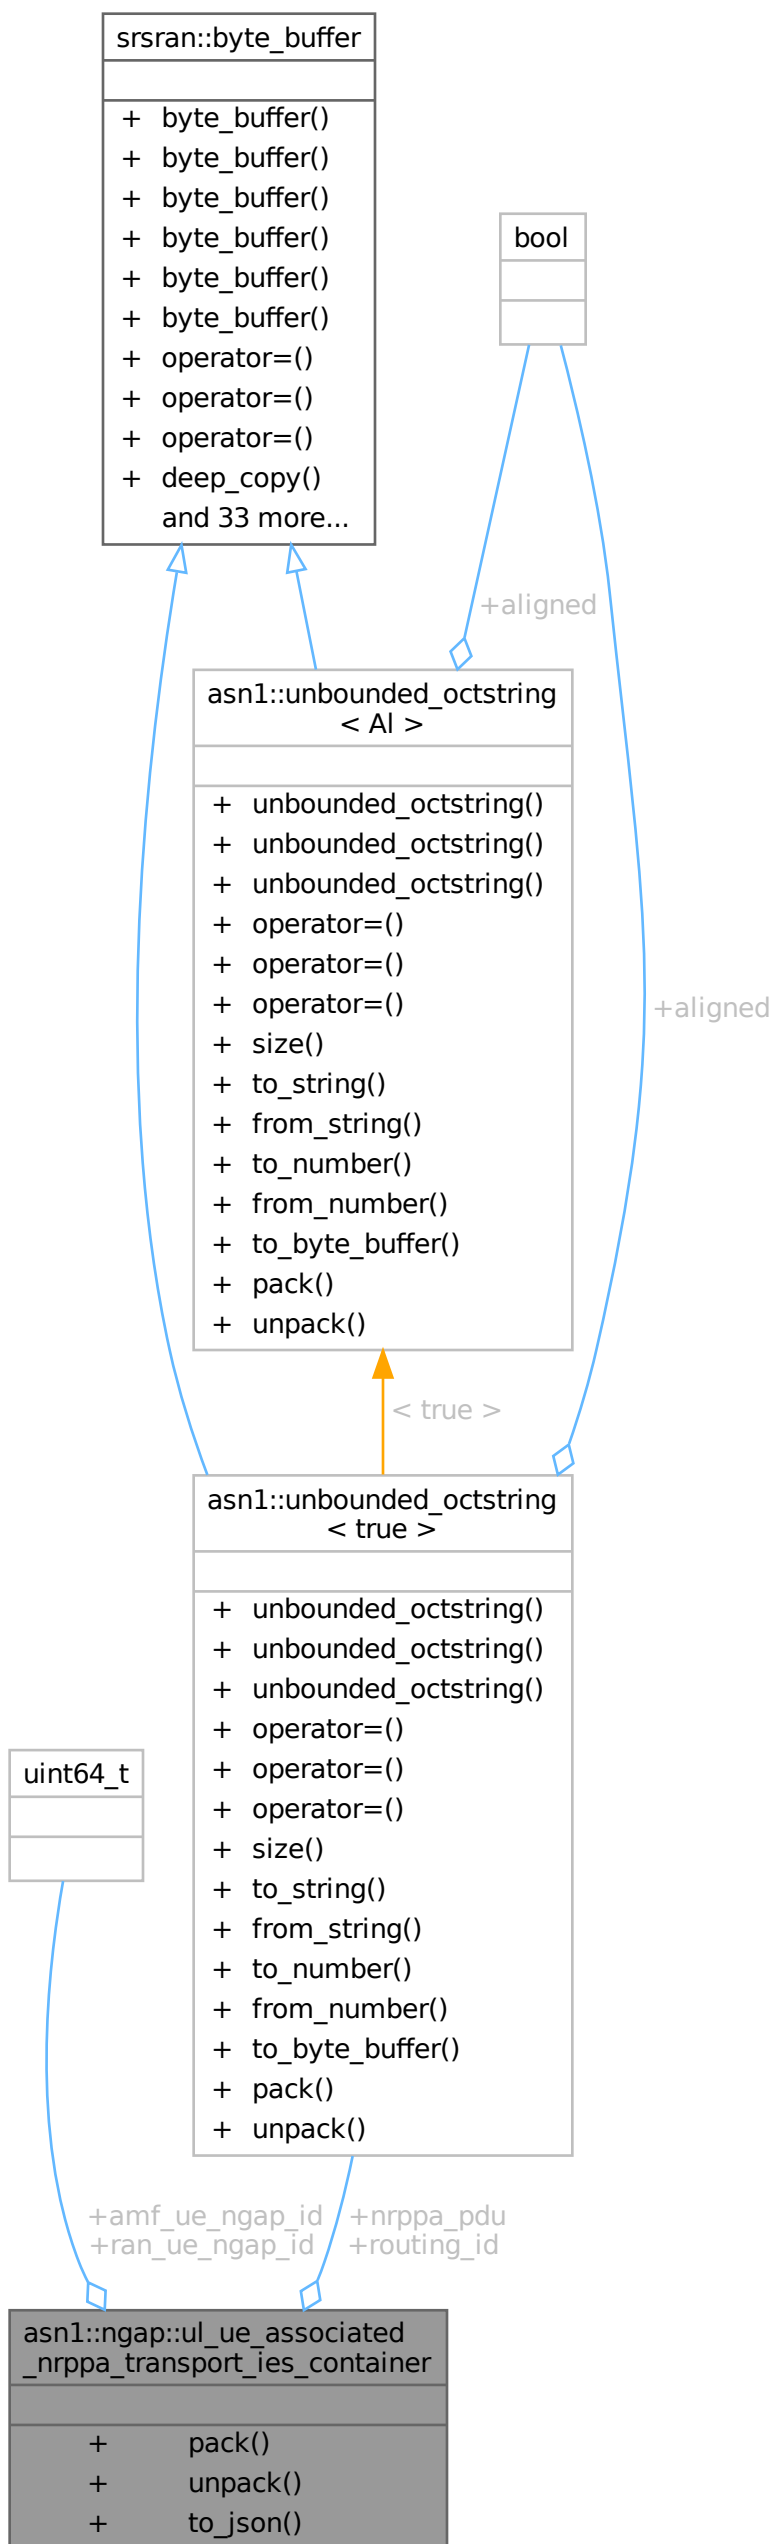 srsran::byte_buffer
+ byte_buffer()
+ byte_buffer()
+ byte_buffer()
+ byte_buffer()
+ byte_buffer()
+ byte_buffer()
+ operator=()
+ operator=()
+ operator=()
+ deep_copy()
and 33 more...
bool
+aligned
asn1::unbounded_octstring
< Al >
+ unbounded_octstring()
+ unbounded_octstring()
+ unbounded_octstring()
+ operator=()
+ operator=()
+ operator=()
+ size()
+ to_string()
+ from_string()
+ to_number()
+ from_number()
+ to_byte_buffer()
+ pack()
+ unpack()
+aligned
< true >
asn1::unbounded_octstring
< true >
+ unbounded_octstring()
+ unbounded_octstring()
+ unbounded_octstring()
+ operator=()
+ operator=()
+ operator=()
+ size()
+ to_string()
+ from_string()
+ to_number()
+ from_number()
+ to_byte_buffer()
+ pack()
+ unpack()
uint64_t
+amf_ue_ngap_id
+ran_ue_ngap_id
+nrppa_pdu
+routing_id
asn1::ngap::ul_ue_associated
_nrppa_transport_ies_container
+ pack()
+ unpack()
+ to_json()